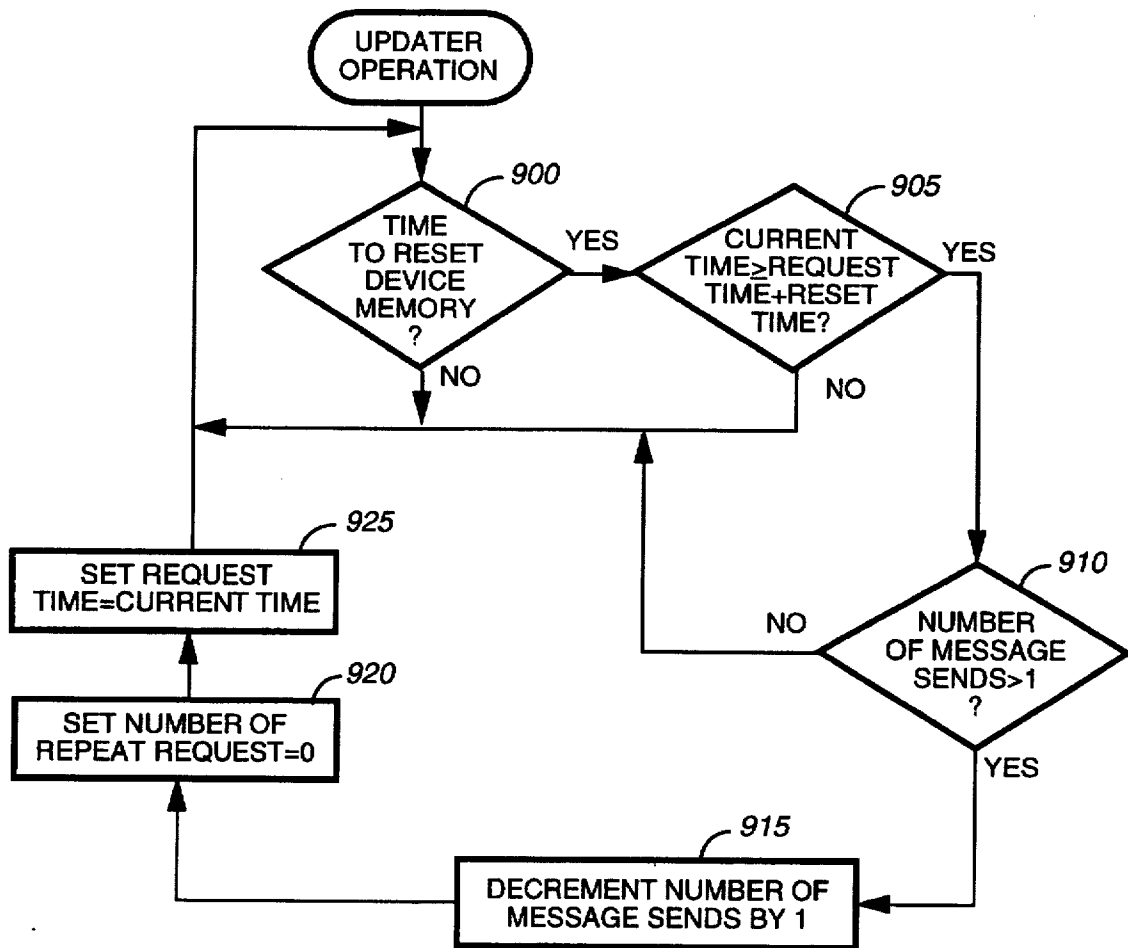 UPDATER
OPERATION
900
TIME
TO RESET
DEVICE
MEMORY
?
YES
NO
905
CURRENT
TIME≥REQUEST
TIME+RESET
TIME?
YES
NO
910
NUMBER
OF MESSAGE
SENDS>1
?
NO
YES
915
DECREMENT NUMBER OF
MESSAGE SENDS BY 1
920
SET NUMBER OF
REPEAT REQUEST=0
925
SET REQUEST
TIME=CURRENT TIME